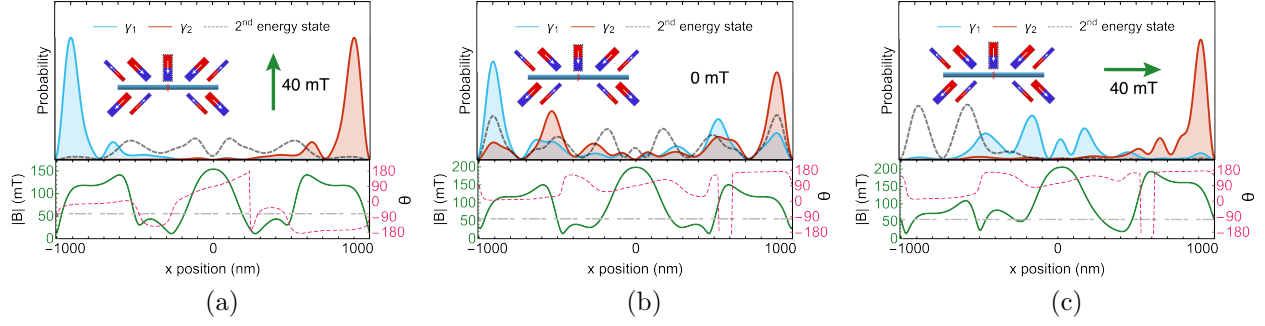 γ₁ γ₂ 2ⁿᵈ energy state
Probability
40 mT
150
100
50
0
|B| (mT)
180
90
0
−90
−180
θ
−1000 0 1000
x position (nm)
(a)
γ₁ γ₂ 2ⁿᵈ energy state
Probability
0 mT
200
150
100
50
0
|B| (mT)
180
90
0
−90
−180
θ
−1000 0 1000
x position (nm)
(b)
γ₁ γ₂ 2ⁿᵈ energy state
Probability
40 mT
200
150
100
50
0
|B| (mT)
180
90
0
−90
−180
θ
−1000 0 1000
x position (nm)
(c)